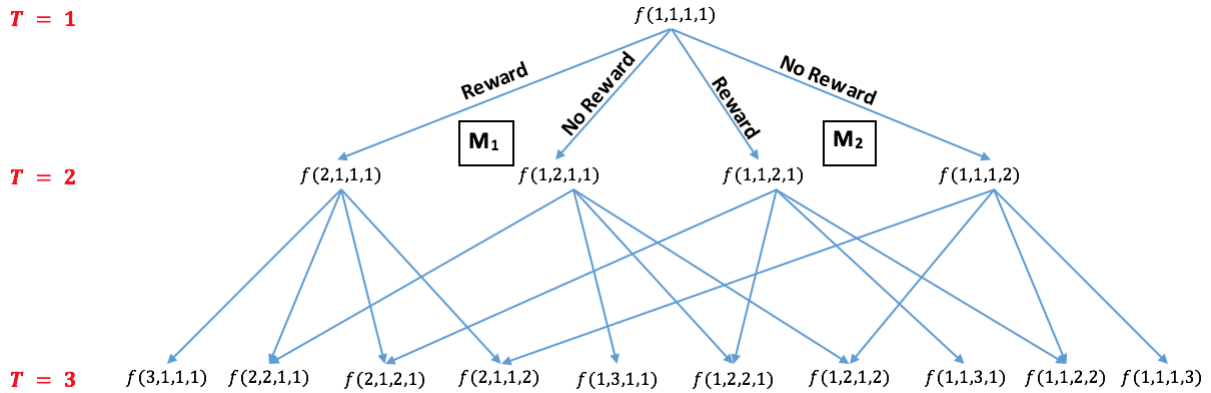 T = 1
f(1,1,1,1)
Reward
No Reward
Reward
No Reward
M₁
M₂
T = 2
f(2,1,1,1) f(1,2,1,1) f(1,1,2,1) f(1,1,1,2)
T = 3
f(3,1,1,1) f(2,2,1,1) f(2,1,2,1) f(2,1,1,2) f(1,3,1,1) f(1,2,2,1) f(1,2,1,2) f(1,1,3,1) f(1,1,2,2) f(1,1,1,3)